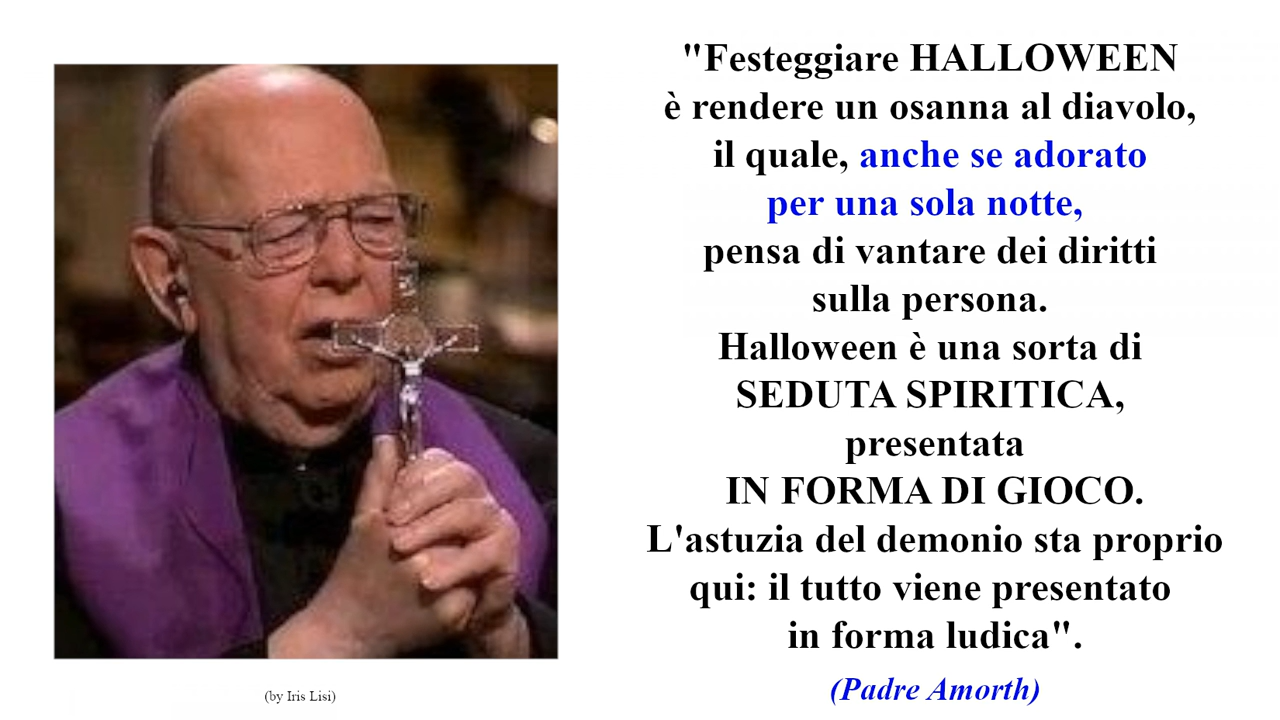 "Festeggiare HALLOWEEN
è rendere un osanna al diavolo,
il quale, anche se adorato
per una sola notte,
pensa di vantare dei diritti
sulla persona.
Halloween è una sorta di
SEDUTA SPIRITICA,
presentata
IN FORMA DI GIOCO.
L'astuzia del demonio sta proprio
qui: il tutto viene presentato
in forma ludica".
(Padre Amorth)
(by Iris Lisi)